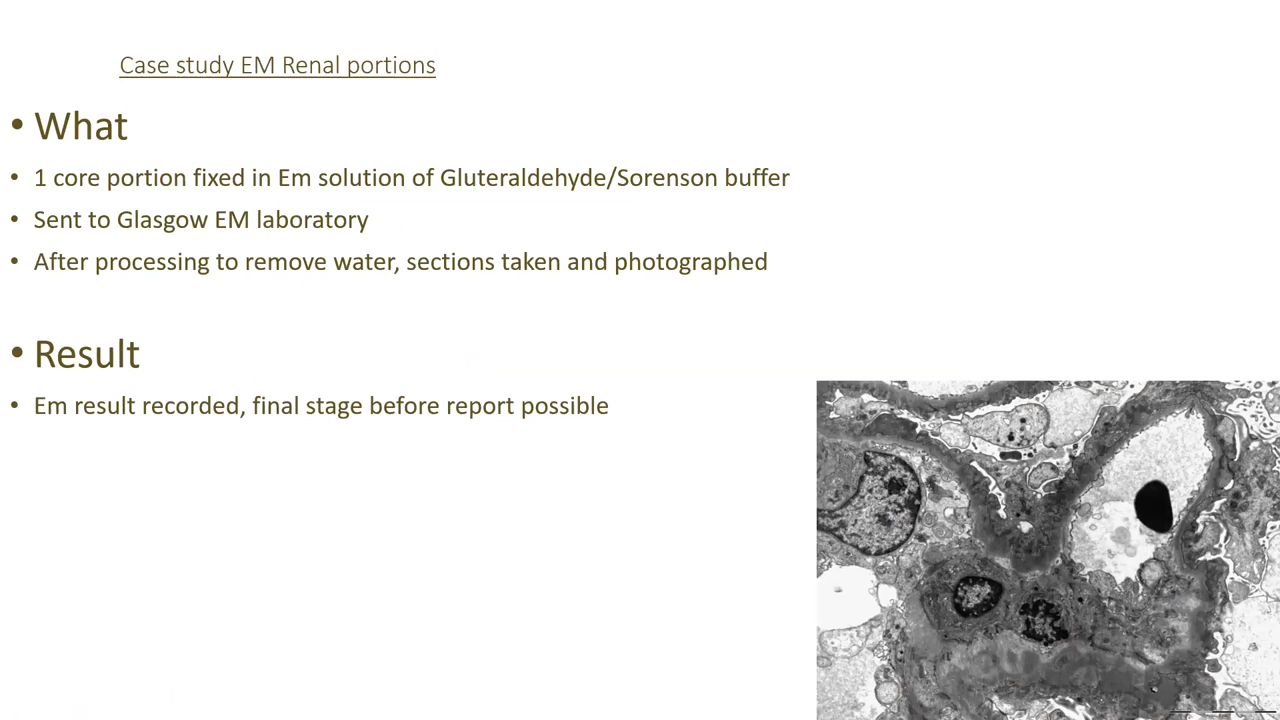 Case study EM Renal portions
• What
• 1 core portion fixed in Em solution of Gluteraldehyde/Sorenson buffer
• Sent to Glasgow EM laboratory
• After processing to remove water, sections taken and photographed
• Result
• Em result recorded, final stage before report possible